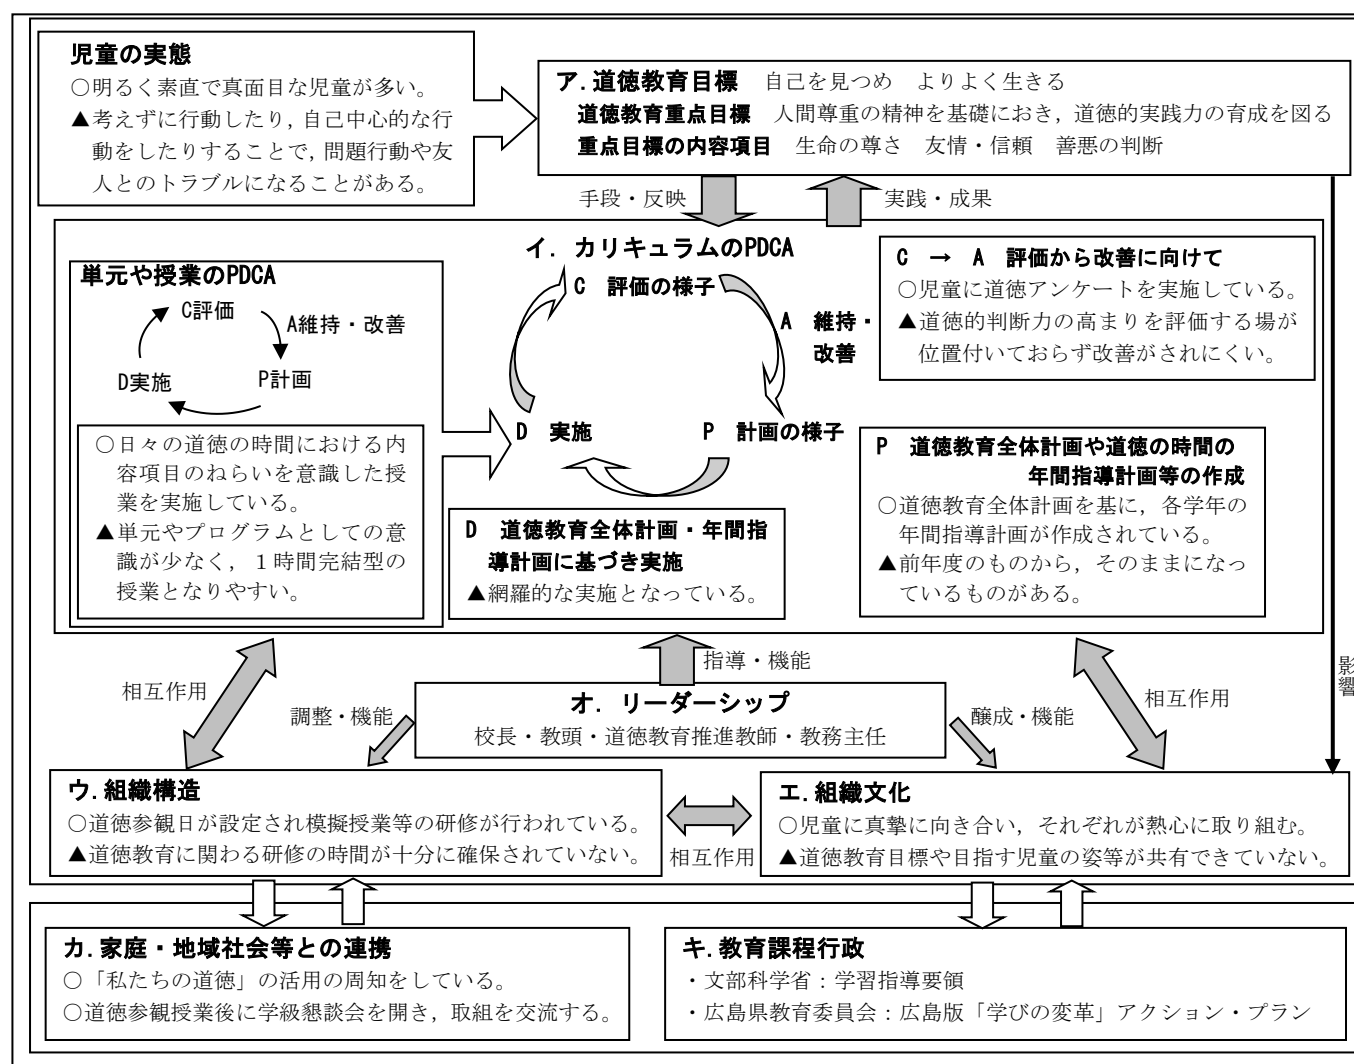 児童の実態
○明るく素直で真面目な児童が多い。
▲考えずに行動したり，自己中心的な行
動をしたりすることで，問題行動や友
人とのトラブルになることがある。
ア．道徳教育目標　自己を見つめ　よりよく生きる
道徳教育重点目標　人間尊重の精神を基礎におき，道徳的実践力の育成を図る
重点目標の内容項目　生命の尊さ　友情・信頼　善悪の判断
手段・反映
実践・成果
イ．カリキュラムのPDCA
単元や授業のPDCA
C評価
A維持・改善
D実施
P計画
○日々の道徳の時間における内
容項目のねらいを意識した授
業を実施している。
▲単元やプログラムとしての意
識が少なく，１時間完結型の
授業となりやすい。
C　評価の様子
A　維持・
改善
D　実施
P　計画の様子
C　→　A　評価から改善に向けて
○児童に道徳アンケートを実施している。
▲道徳的判断力の高まりを評価する場が
位置付いておらず改善がされにくい。
D　道徳教育全体計画・年間指
導計画に基づき実施
▲網羅的な実施となっている。
P　道徳教育全体計画や道徳の時間の
年間指導計画等の作成
○道徳教育全体計画を基に，各学年の
年間指導計画が作成されている。
▲前年度のものから，そのままになっ
ているものがある。
影響
相互作用
指導・機能
相互作用
調整・機能
オ．リーダーシップ
校長・教頭・道徳教育推進教師・教務主任
醸成・機能
ウ．組織構造
○道徳参観日が設定され模擬授業等の研修が行われている。
▲道徳教育に関わる研修の時間が十分に確保されていない。
相互作用
エ．組織文化
○児童に真摯に向き合い，それぞれが熱心に取り組む。
▲道徳教育目標や目指す児童の姿等が共有できていない。
カ．家庭・地域社会等との連携
○「私たちの道徳」の活用の周知をしている。
○道徳参観授業後に学級懇談会を開き，取組を交流する。
キ．教育課程行政
・文部科学省：学習指導要領
・広島県教育委員会：広島版「学びの変革」アクション・プラン